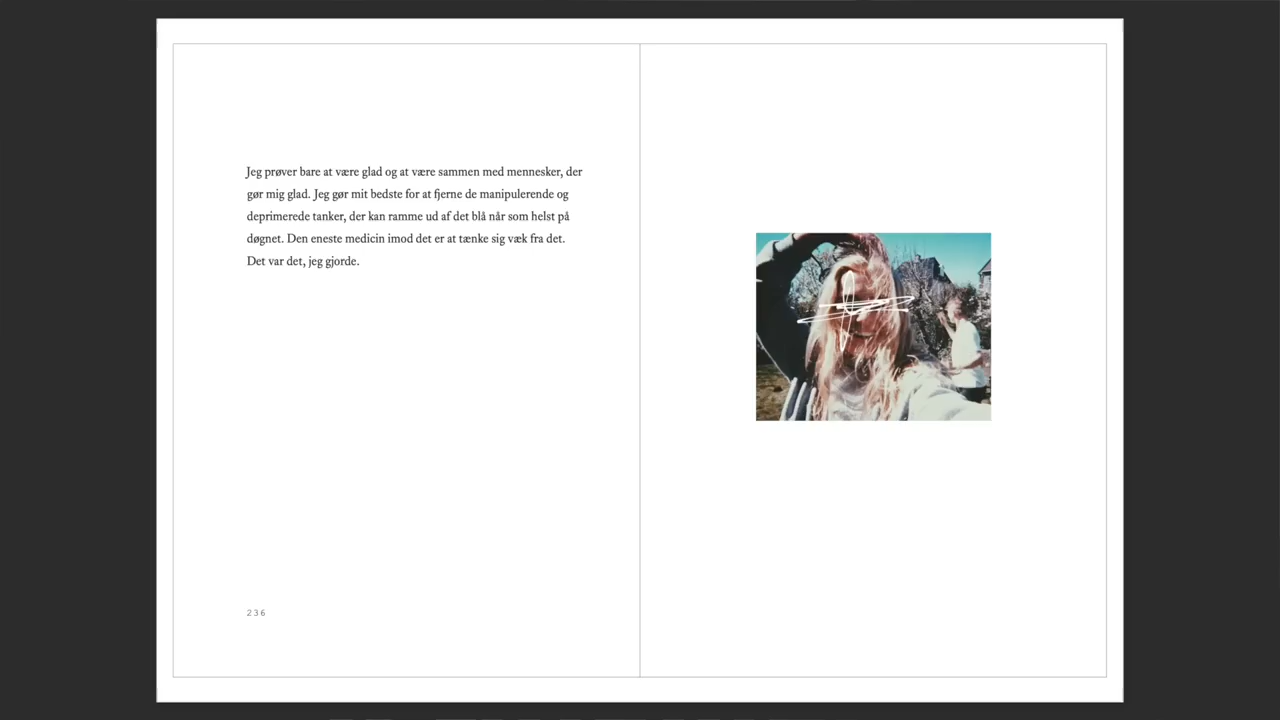 Jeg prøver bare at være glad og at være sammen med mennesker, der
gør mig glad. Jeg gør mit bedste for at fjerne de manipulerende og
deprimerede tanker, der kan ramme ud af det blå når som helst på
døgnet. Den eneste medicin imod det er at tænke sig væk fra det.
Det var det, jeg gjorde.
236